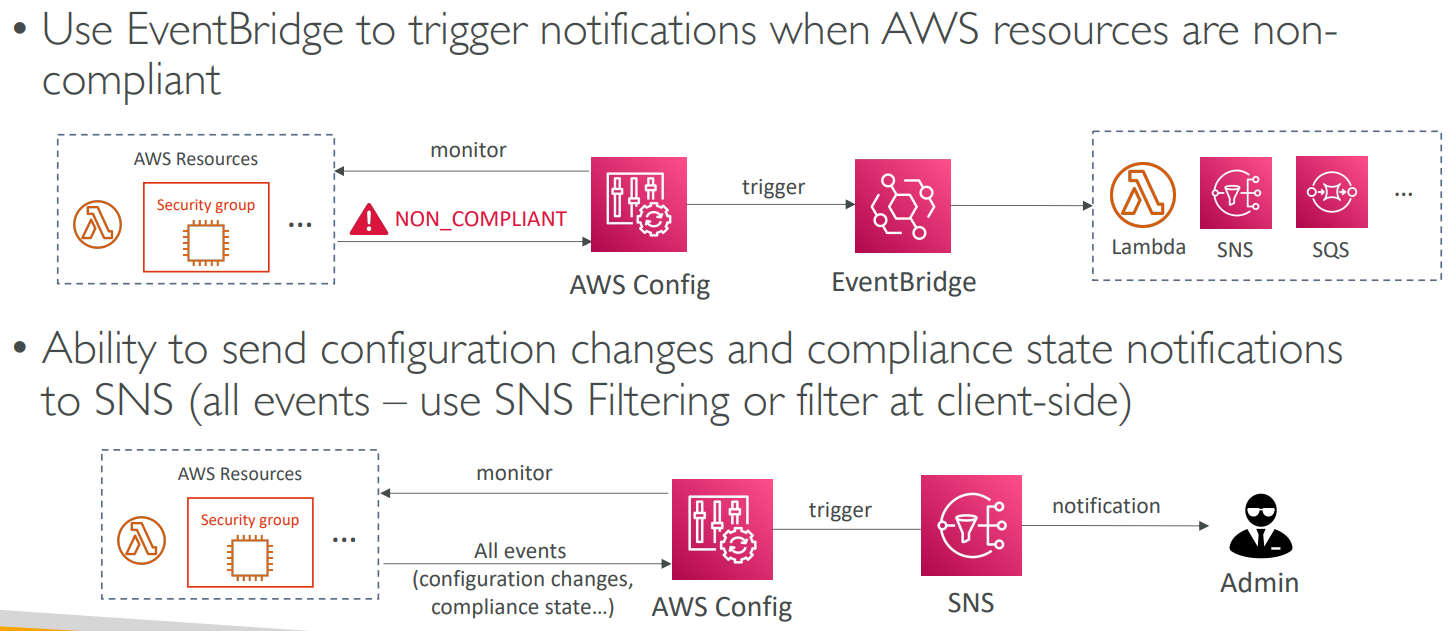 • Use EventBridge to trigger notifications when AWS resources are non-
compliant
AWS Resources
Security group
...
monitor
NON_COMPLIANT
AWS Config
trigger
EventBridge
Lambda
SNS
SQS
...
• Ability to send configuration changes and compliance state notifications
to SNS (all events – use SNS Filtering or filter at client-side)
AWS Resources
Security group
...
monitor
All events
(configuration changes,
compliance state...)
AWS Config
trigger
SNS
notification
Admin